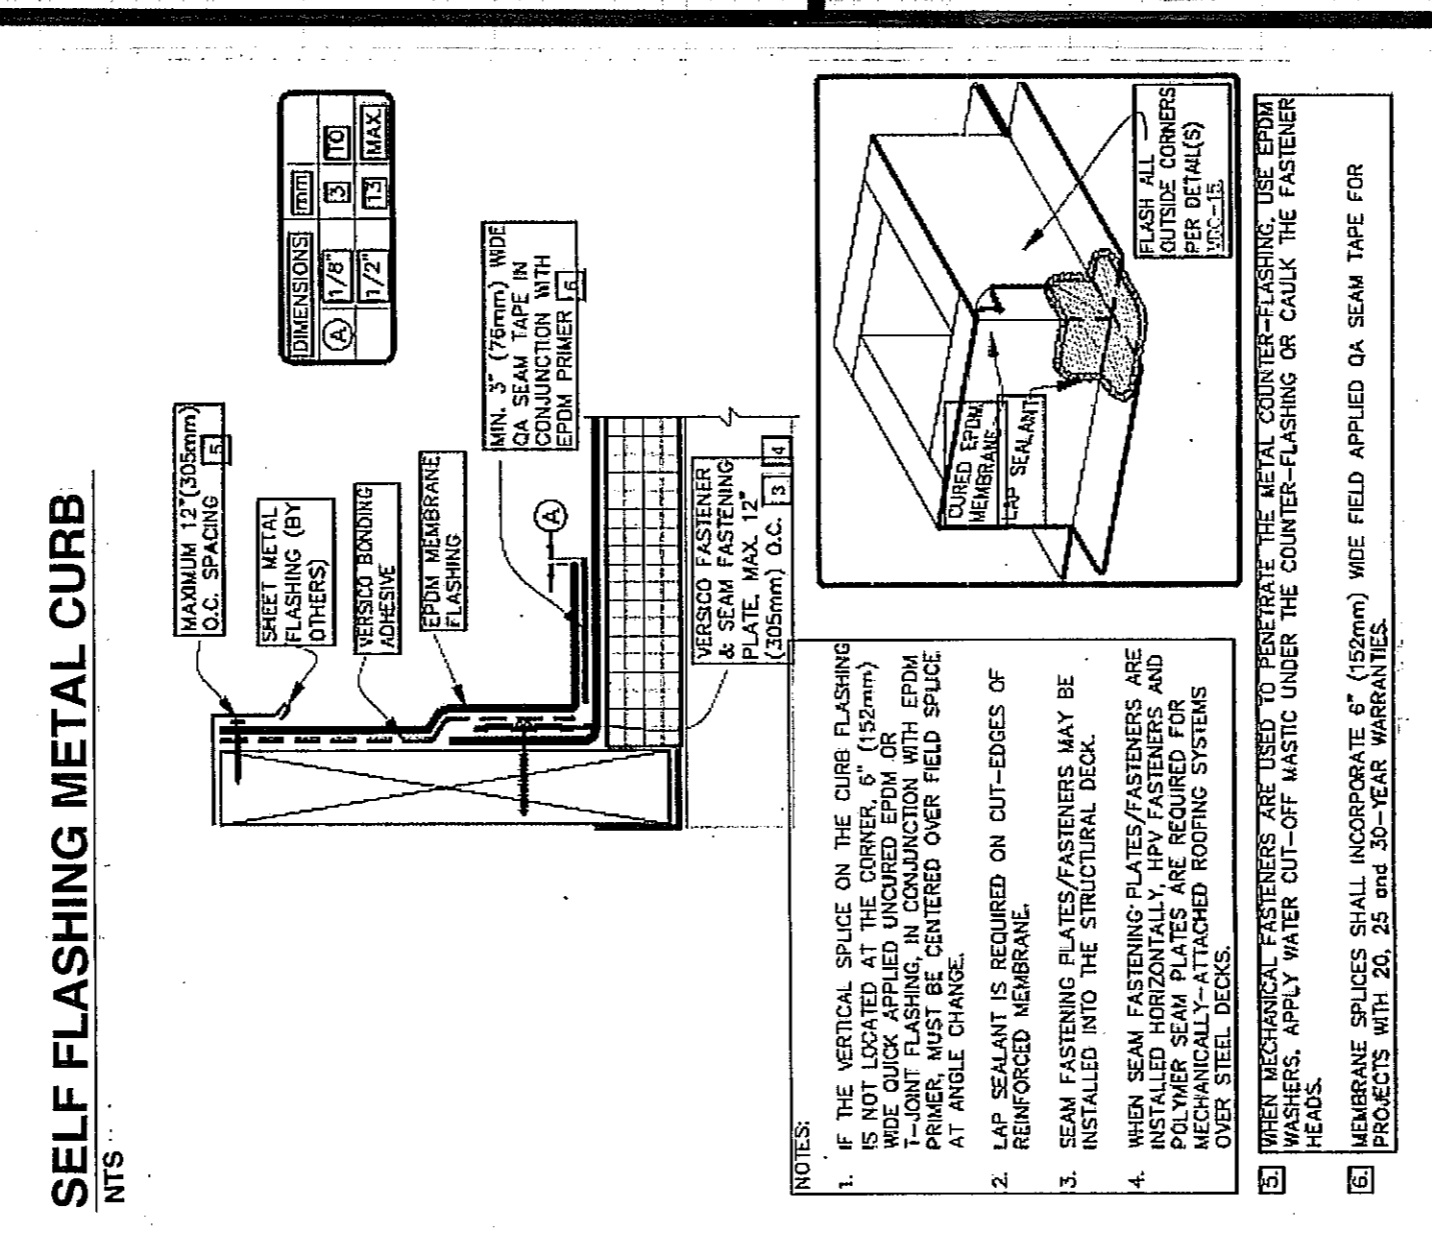 SELF FLASHING METAL CURB
NTS
MAXIMUM 12"(305mm)
O.C. SPACING 5
SHEET METAL
FLASHING (BY
OTHERS)
VERSICO BONDING
ADHESIVE
EPDM MEMBRANE
FLASHING
MIN. 3" (76mm) WIDE
QA SEAM TAPE IN
CONJUNCTION WITH
EPDM PRIMER 6
A
VERSICO FASTENER
& SEAM FASTENING
PLATE, MAX. 12"
(305mm) O.C. 3 4
DIMENSIONS mm
A 1/8" 3 TO
1/2" 13 MAX.
CURED EPDM
MEMBRANE
LAP SEALANT
FLASH ALL
OUTSIDE CORNERS
PER DETAIL(S)
NOTES:
1. IF THE VERTICAL SPLICE ON THE CURB FLASHING
IS NOT LOCATED AT THE CORNER, 6" (152mm)
WIDE QUICK APPLIED UNCURED EPDM OR
T-JOINT FLASHING, IN CONJUNCTION WITH EPDM
PRIMER, MUST BE CENTERED OVER FIELD SPLICE
AT ANGLE CHANGE.
2. LAP SEALANT IS REQUIRED ON CUT-EDGES OF
REINFORCED MEMBRANE.
3. SEAM FASTENING PLATES/FASTENERS MAY BE
INSTALLED INTO THE STRUCTURAL DECK.
4. WHEN SEAM FASTENING PLATES/FASTENERS ARE
INSTALLED HORIZONTALLY, HPV FASTENERS AND
POLYMER SEAM PLATES ARE REQUIRED FOR
MECHANICALLY-ATTACHED ROOFING SYSTEMS
OVER STEEL DECKS.
5. WHEN MECHANICAL FASTENERS ARE USED TO PENETRATE THE METAL COUNTER-FLASHING, USE EPDM
WASHERS. APPLY WATER CUT-OFF MASTIC UNDER THE COUNTER-FLASHING OR CAULK THE FASTENER
HEADS.
6. MEMBRANE SPLICES SHALL INCORPORATE 6" (152mm) WIDE FIELD APPLIED QA SEAM TAPE FOR
PROJECTS WITH 20, 25 and 30-YEAR WARRANTIES.